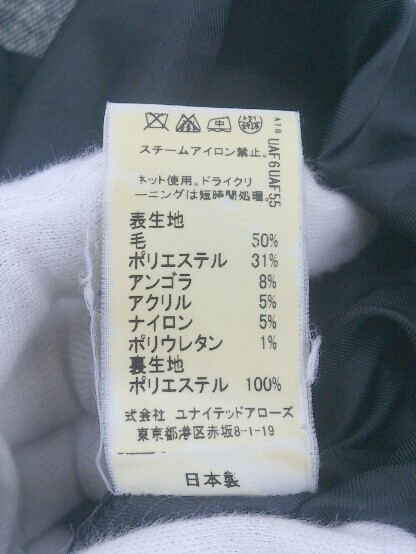 中
スチームアイロン禁止。
ネット使用。ドライクリ
ーニングは短時間処理。
表生地
毛 50%
ポリエステル 31%
アンゴラ 8%
アクリル 5%
ナイロン 5%
ポリウレタン 1%
裏生地
ポリエステル 100%
式会社 ユナイテッドアローズ
東京都港区赤坂8-1-19
日本製
A18 UAF6UAF55